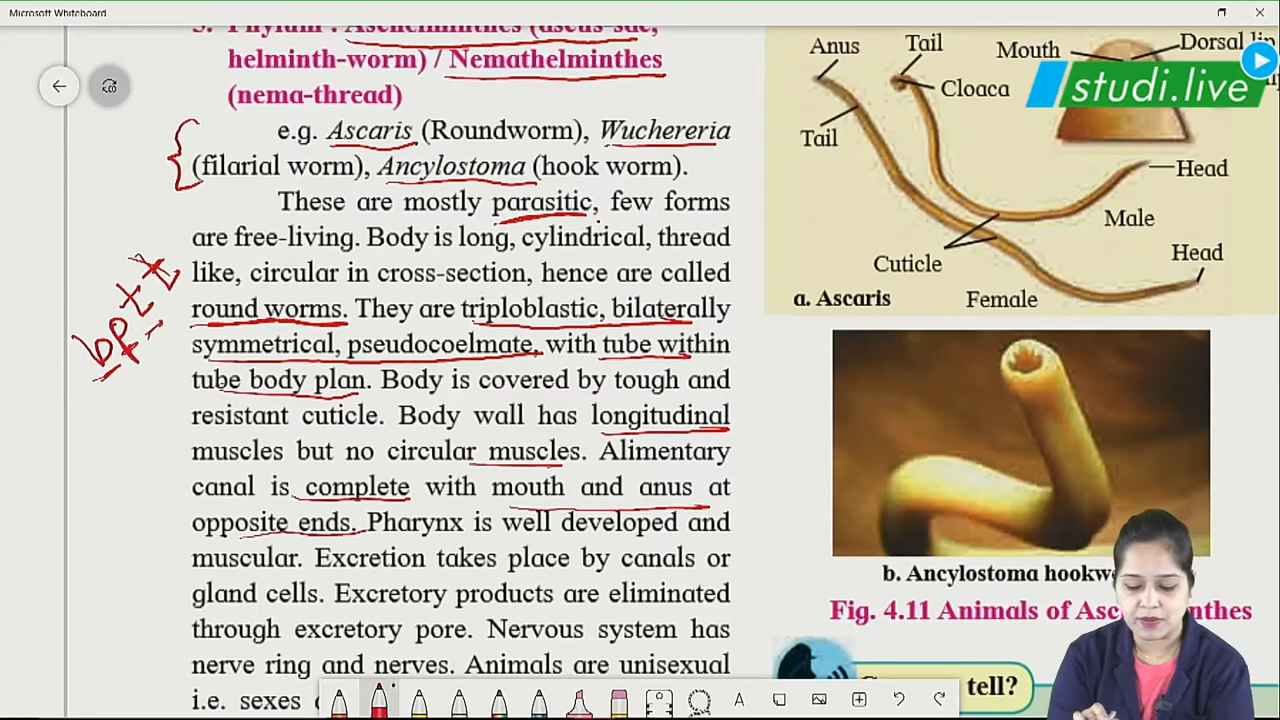 Microsoft Whiteboard
5. Phylum : Aschelminthes (ascus-sac,
helminth-worm) / Nemathelminthes
(nema-thread)
e.g. Ascaris (Roundworm), Wuchereria
(filarial worm), Ancylostoma (hook worm).
These are mostly parasitic, few forms
are free-living. Body is long, cylindrical, thread
like, circular in cross-section, hence are called
round worms. They are triploblastic, bilaterally
symmetrical, pseudocoelmate, with tube within
tube body plan. Body is covered by tough and
resistant cuticle. Body wall has longitudinal
muscles but no circular muscles. Alimentary
canal is complete with mouth and anus at
opposite ends. Pharynx is well developed and
muscular. Excretion takes place by canals or
gland cells. Excretory products are eliminated
through excretory pore. Nervous system has
nerve ring and nerves. Animals are unisexual
i.e. sexes
bpt
Anus
Tail
Mouth
Dorsal lip
studi.live
Cloaca
Tail
Head
Male
Cuticle
Head
a. Ascaris
Female
b. Ancylostoma hookw
Fig. 4.11 Animals of Asc nthes
tell?
A